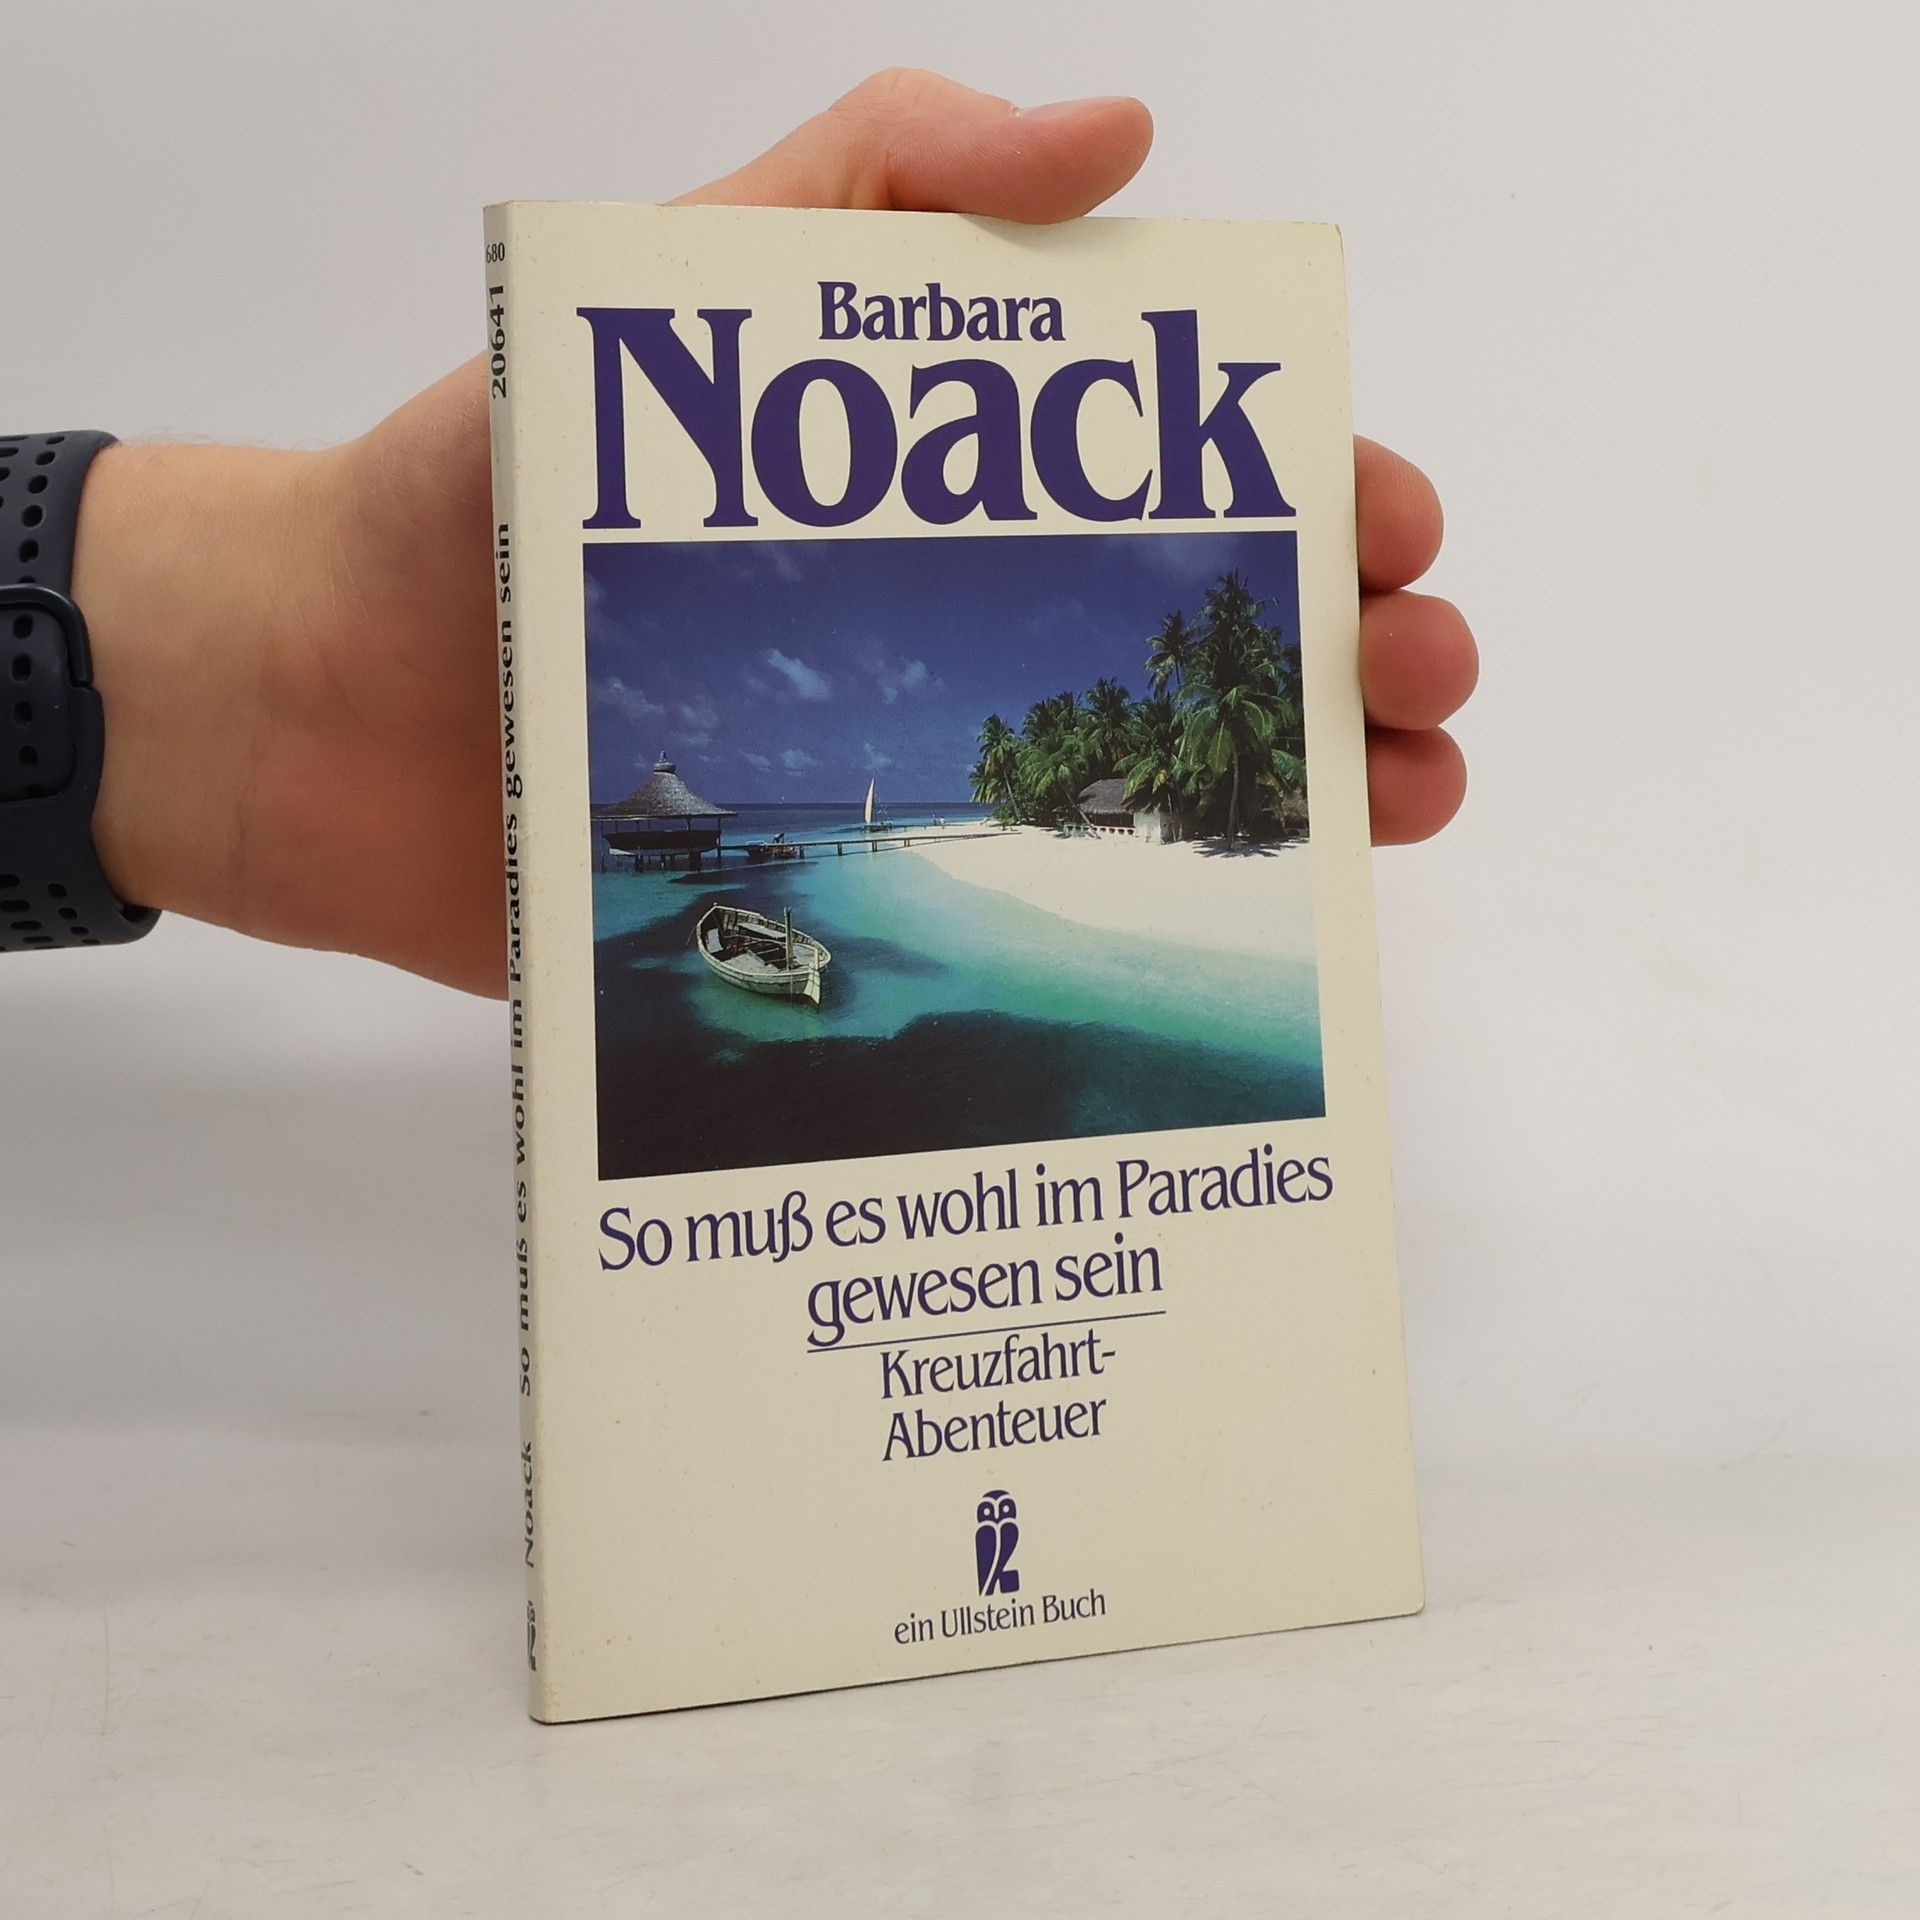 Barbara
Noack
So muß es wohl im Paradies
gewesen sein
Kreuzfahrt-
Abenteuer
ein Ullstein Buch
Noack So muß es wohl im Paradies gewesen sein 20641
680